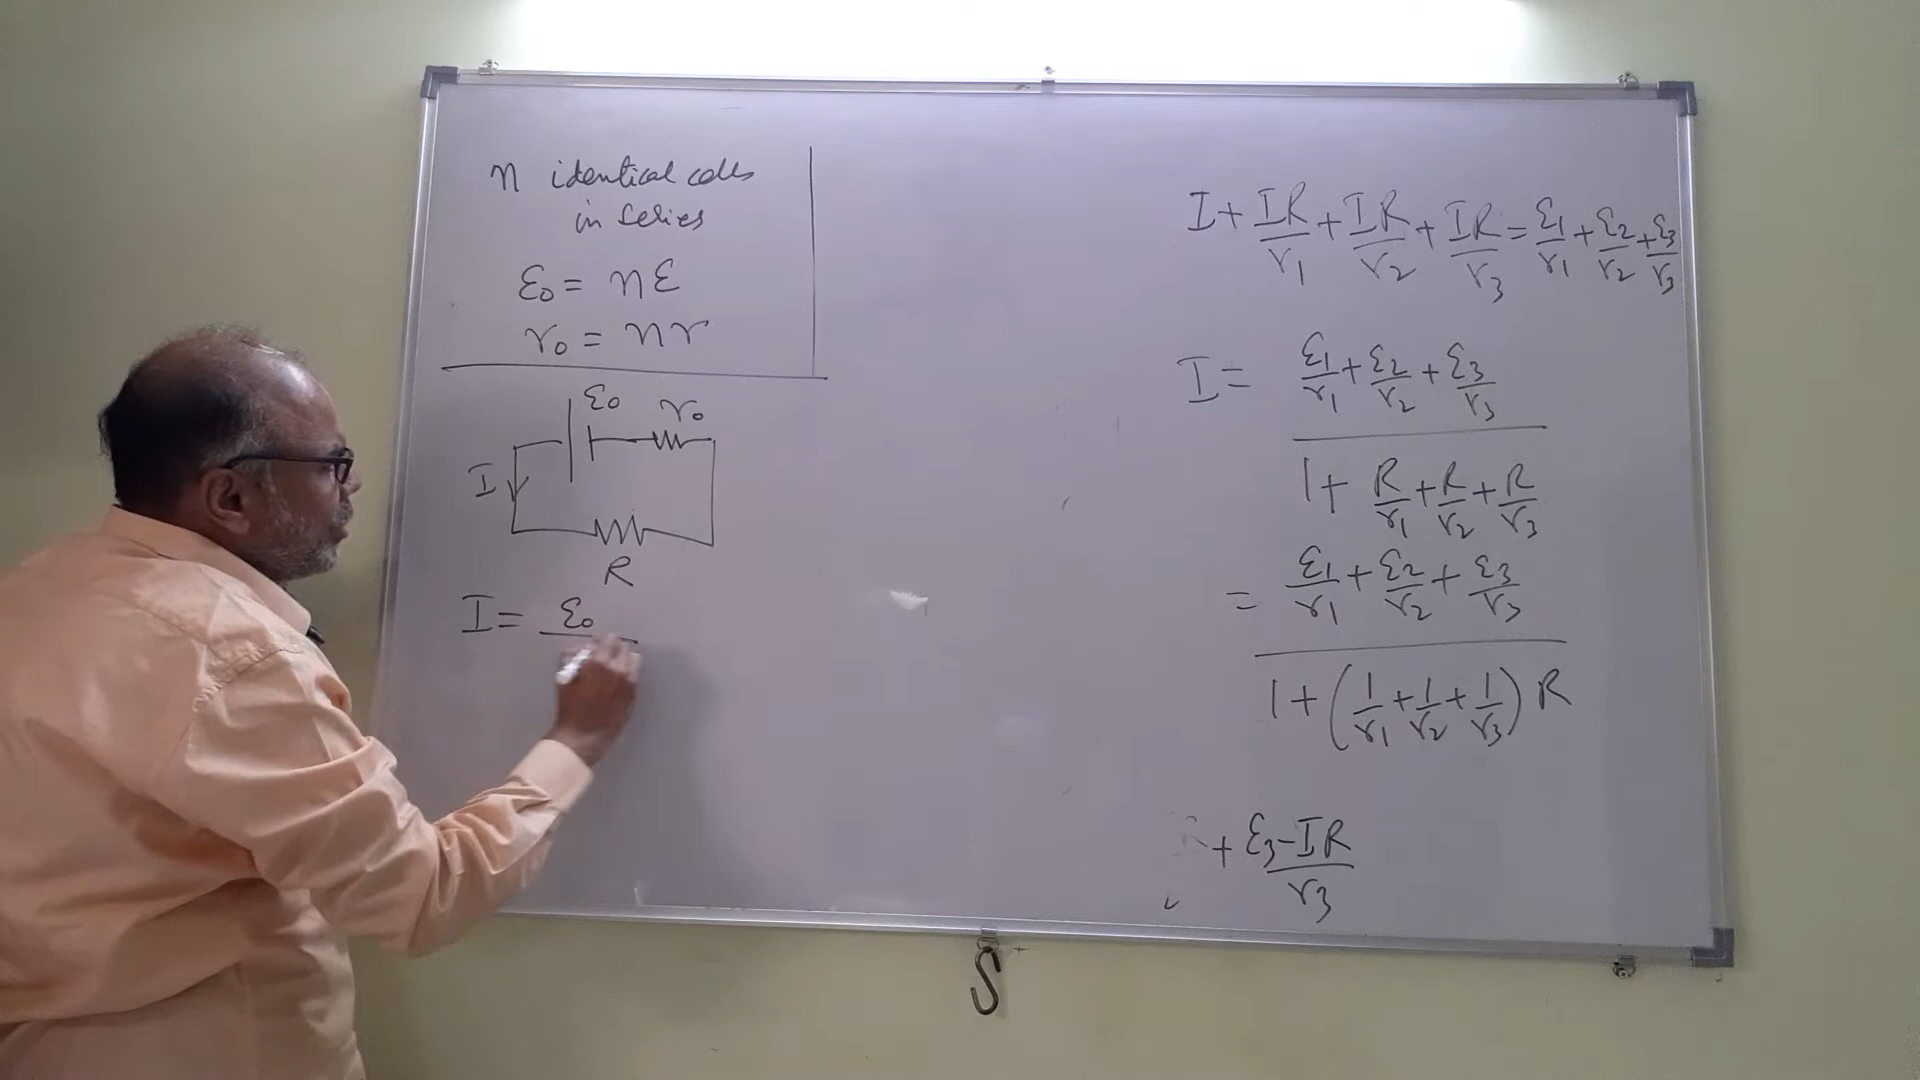 n identical cells
in series
ε₀ = nε
r₀ = nr
ε₀ r₀
I
R
I = ε₀
I + IR/r₁ + IR/r₂ + IR/r₃ = ε₁/r₁ + ε₂/r₂ + ε₃/r₃
I = (ε₁/r₁ + ε₂/r₂ + ε₃/r₃) / (1 + R/r₁ + R/r₂ + R/r₃)
= (ε₁/r₁ + ε₂/r₂ + ε₃/r₃) / (1 + (1/r₁ + 1/r₂ + 1/r₃) R)
+ (ε₃ - IR)/r₃